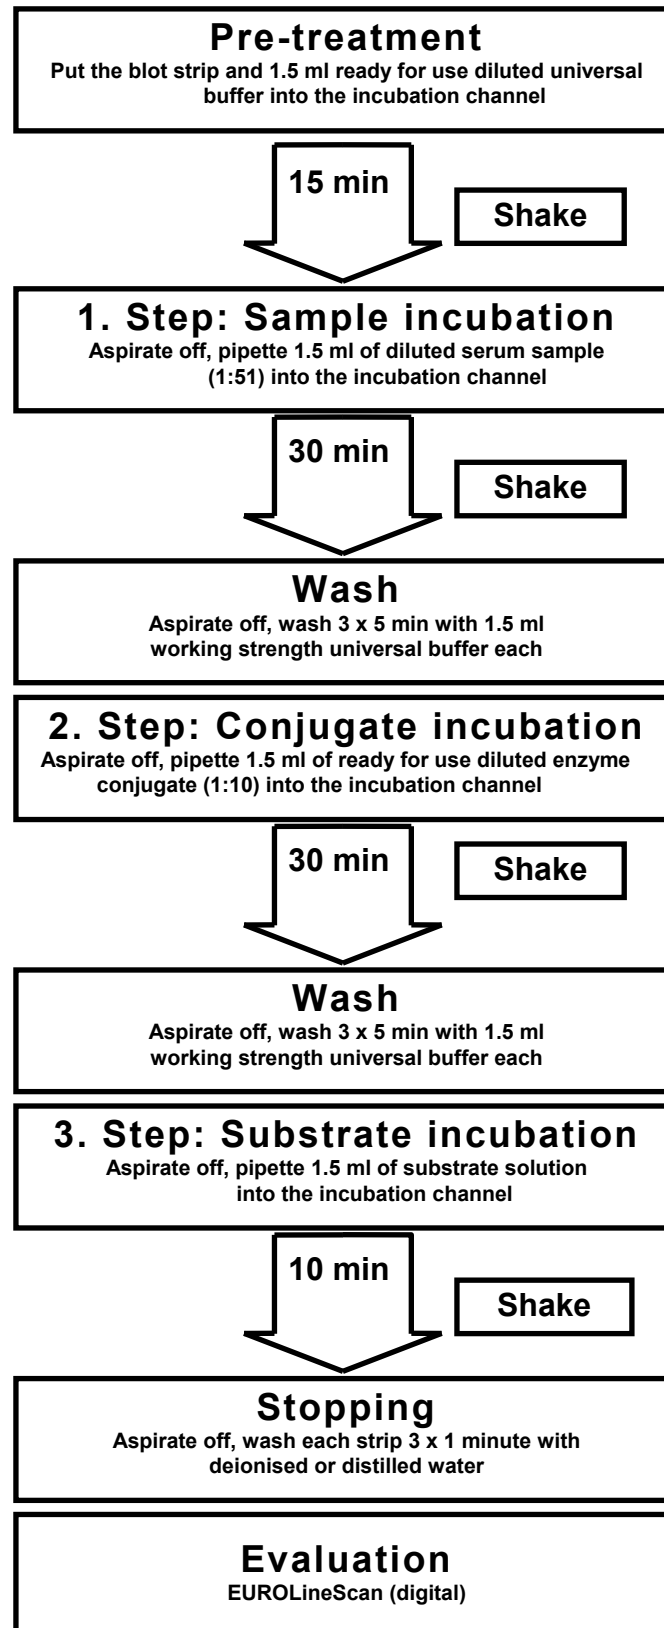 Pre-treatment
Put the blot strip and 1.5 ml ready for use diluted universal
buffer into the incubation channel
15 min
Shake
1. Step: Sample incubation
Aspirate off, pipette 1.5 ml of diluted serum sample
(1:51) into the incubation channel
30 min
Shake
Wash
Aspirate off, wash 3 x 5 min with 1.5 ml
working strength universal buffer each
2. Step: Conjugate incubation
Aspirate off, pipette 1.5 ml of ready for use diluted enzyme
conjugate (1:10) into the incubation channel
30 min
Shake
Wash
Aspirate off, wash 3 x 5 min with 1.5 ml
working strength universal buffer each
3. Step: Substrate incubation
Aspirate off, pipette 1.5 ml of substrate solution
into the incubation channel
10 min
Shake
Stopping
Aspirate off, wash each strip 3 x 1 minute with
deionised or distilled water
Evaluation
EUROLineScan (digital)